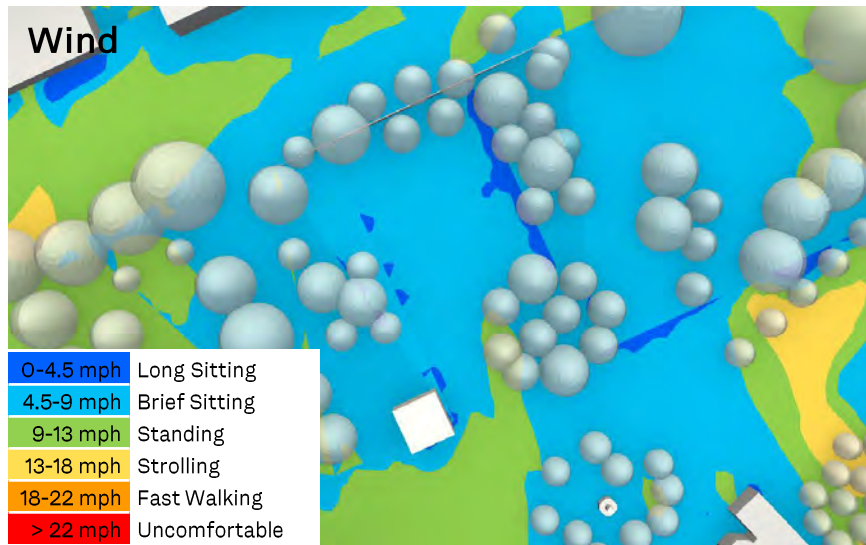 Wind
0-4.5 mph Long Sitting
4.5-9 mph Brief Sitting
9-13 mph Standing
13-18 mph Strolling
18-22 mph Fast Walking
> 22 mph Uncomfortable